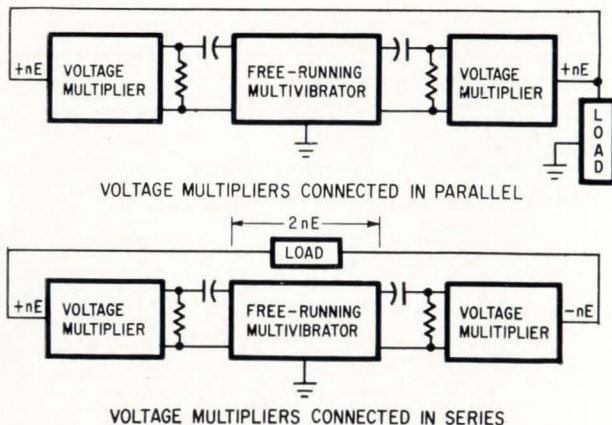 +nE
VOLTAGE
MULTIPLIER
FREE-RUNNING
MULTIVIBRATOR
VOLTAGE
MULTIPLIER
+nE
L
O
A
D
VOLTAGE MULTIPLIERS CONNECTED IN PARALLEL
2nE
LOAD
+nE
VOLTAGE
MULTIPLIER
FREE-RUNNING
MULTIVIBRATOR
VOLTAGE
MULITIPLIER
-nE
VOLTAGE MULTIPLIERS CONNECTED IN SERIES